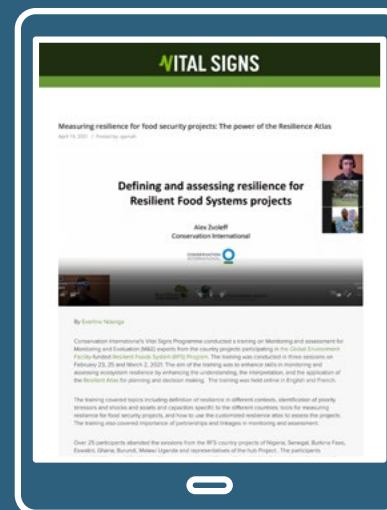 VITAL SIGNS
Measuring resilience for food security projects: The power of the Resilience Atlas
April 19, 2021 / Posted by:
Defining and assessing resilience for
Resilient Food Systems projects
Alex Zvoleff
Conservation International
CONSERVATION
INTERNATIONAL
By Evertine Ndenga
Conservation International's Vital Signs Programme conducted a training on Monitoring and assessment for
Monitoring and Evaluation (M&E) experts from the country projects participating in the Global Environment
Facility-funded Resilient Foods System (RFS) Program. The training was conducted in three sessions on
February 23, 25 and March 2, 2021. The aim of the training was to enhance skills in monitoring and
assessing ecosystem resilience by enhancing the understanding, the interpretation, and the application of
the Resilient Atlas for planning and decision making. The training was held online in English and French.
The training covered topics including definition of resilience in different contexts, identification of priority
stressors and shocks and assets and capacities specific to the different countries; tools for measuring
resilience for food security projects, and how to use the customized resilience atlas to assess the projects.
The training also covered importance of partnerships and linkages in monitoring and assessment.
Over 25 participants attended the sessions from the RFS country projects of Nigeria, Senegal, Burkina Faso,
Eswatini, Ghana, Burundi, Malawi Uganda and representatives of the hub Project. The participants